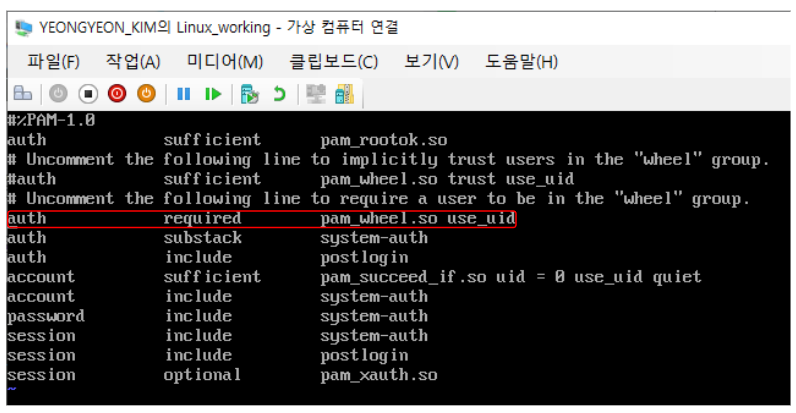 YEONGYEON_KIM의 Linux_working - 가상 컴퓨터 연결
파일(F) 작업(A) 미디어(M) 클립보드(C) 보기(V) 도움말(H)
#%PAM-1.0
auth sufficient pam_rootok.so
# Uncomment the following line to implicitly trust users in the "wheel" group.
#auth sufficient pam_wheel.so trust use_uid
# Uncomment the following line to require a user to be in the "wheel" group.
auth required pam_wheel.so use_uid
auth substack system-auth
auth include postlogin
account sufficient pam_succeed_if.so uid = 0 use_uid quiet
account include system-auth
password include system-auth
session include system-auth
session include postlogin
session optional pam_xauth.so
~